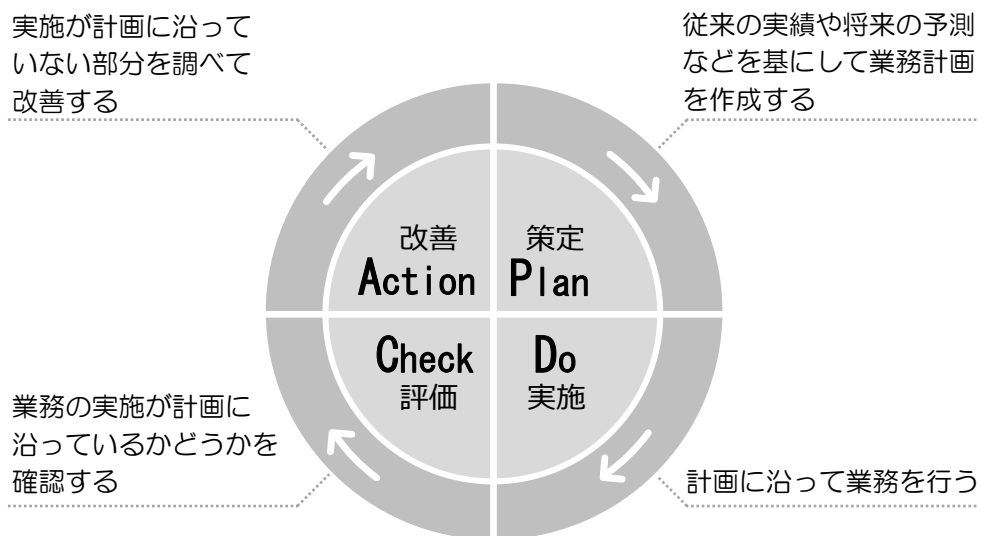 実施が計画に沿って
いない部分を調べて
改善する
従来の実績や将来の予測
などを基にして業務計画
を作成する
改善
Action
策定
Plan
Check
評価
Do
実施
業務の実施が計画に
沿っているかどうかを
確認する
計画に沿って業務を行う